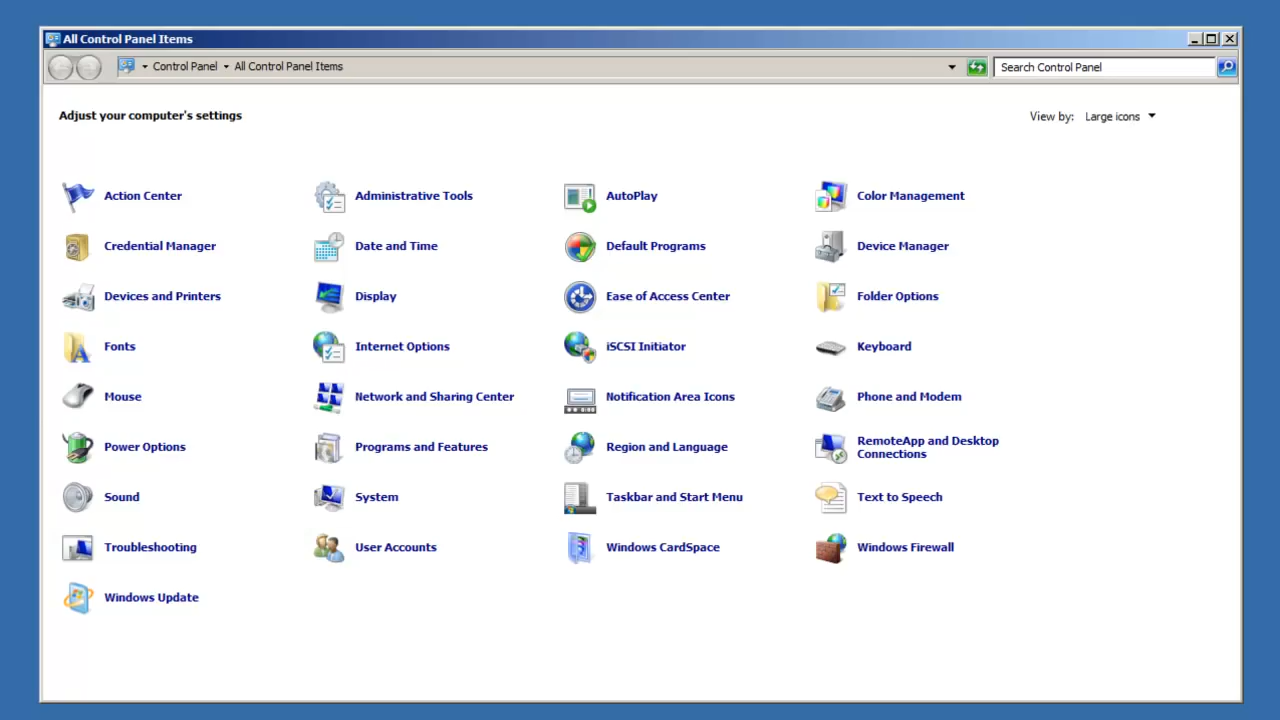 All Control Panel Items
Control Panel All Control Panel Items
Search Control Panel
Adjust your computer's settings
View by: Large icons
Action Center
Administrative Tools
AutoPlay
Color Management
Credential Manager
Date and Time
Default Programs
Device Manager
Devices and Printers
Display
Ease of Access Center
Folder Options
Fonts
Internet Options
iSCSI Initiator
Keyboard
Mouse
Network and Sharing Center
Notification Area Icons
Phone and Modem
Power Options
Programs and Features
Region and Language
RemoteApp and Desktop
Connections
Sound
System
Taskbar and Start Menu
Text to Speech
Troubleshooting
User Accounts
Windows CardSpace
Windows Firewall
Windows Update